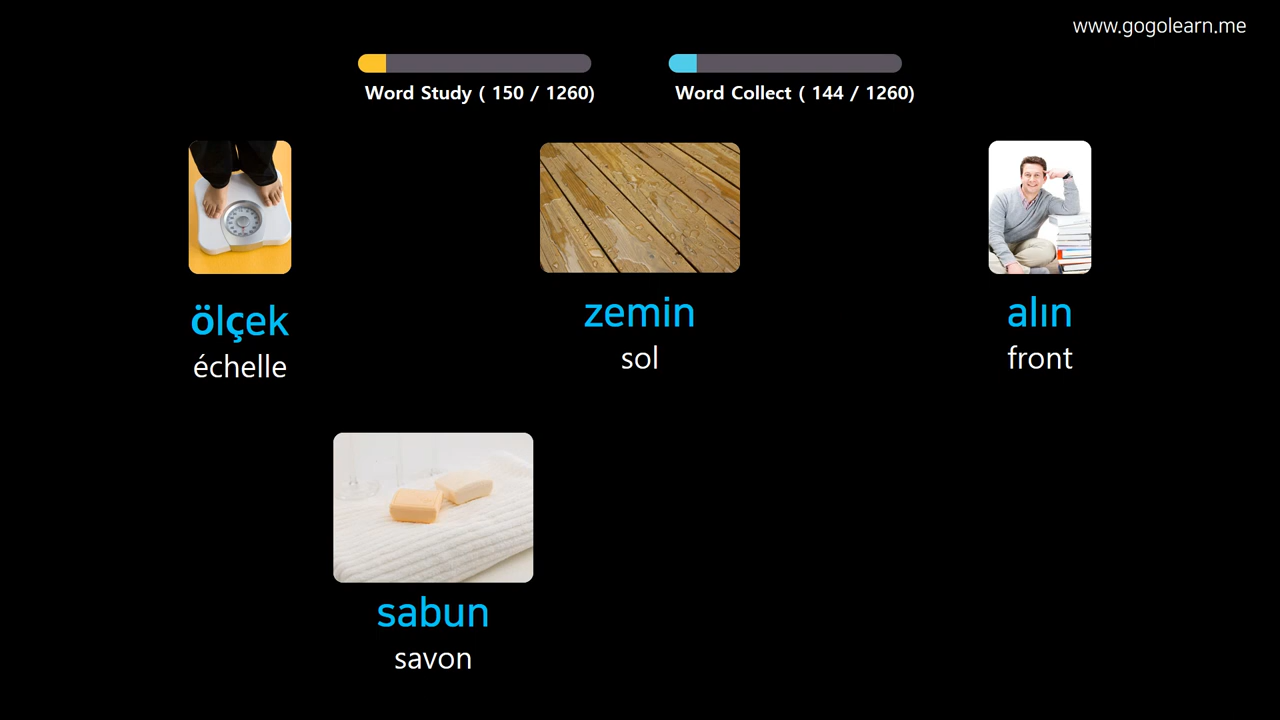 www.gogolearn.me
Word Study ( 150 / 1260)
Word Collect ( 144 / 1260)
ölçek
échelle
zemin
sol
alın
front
sabun
savon